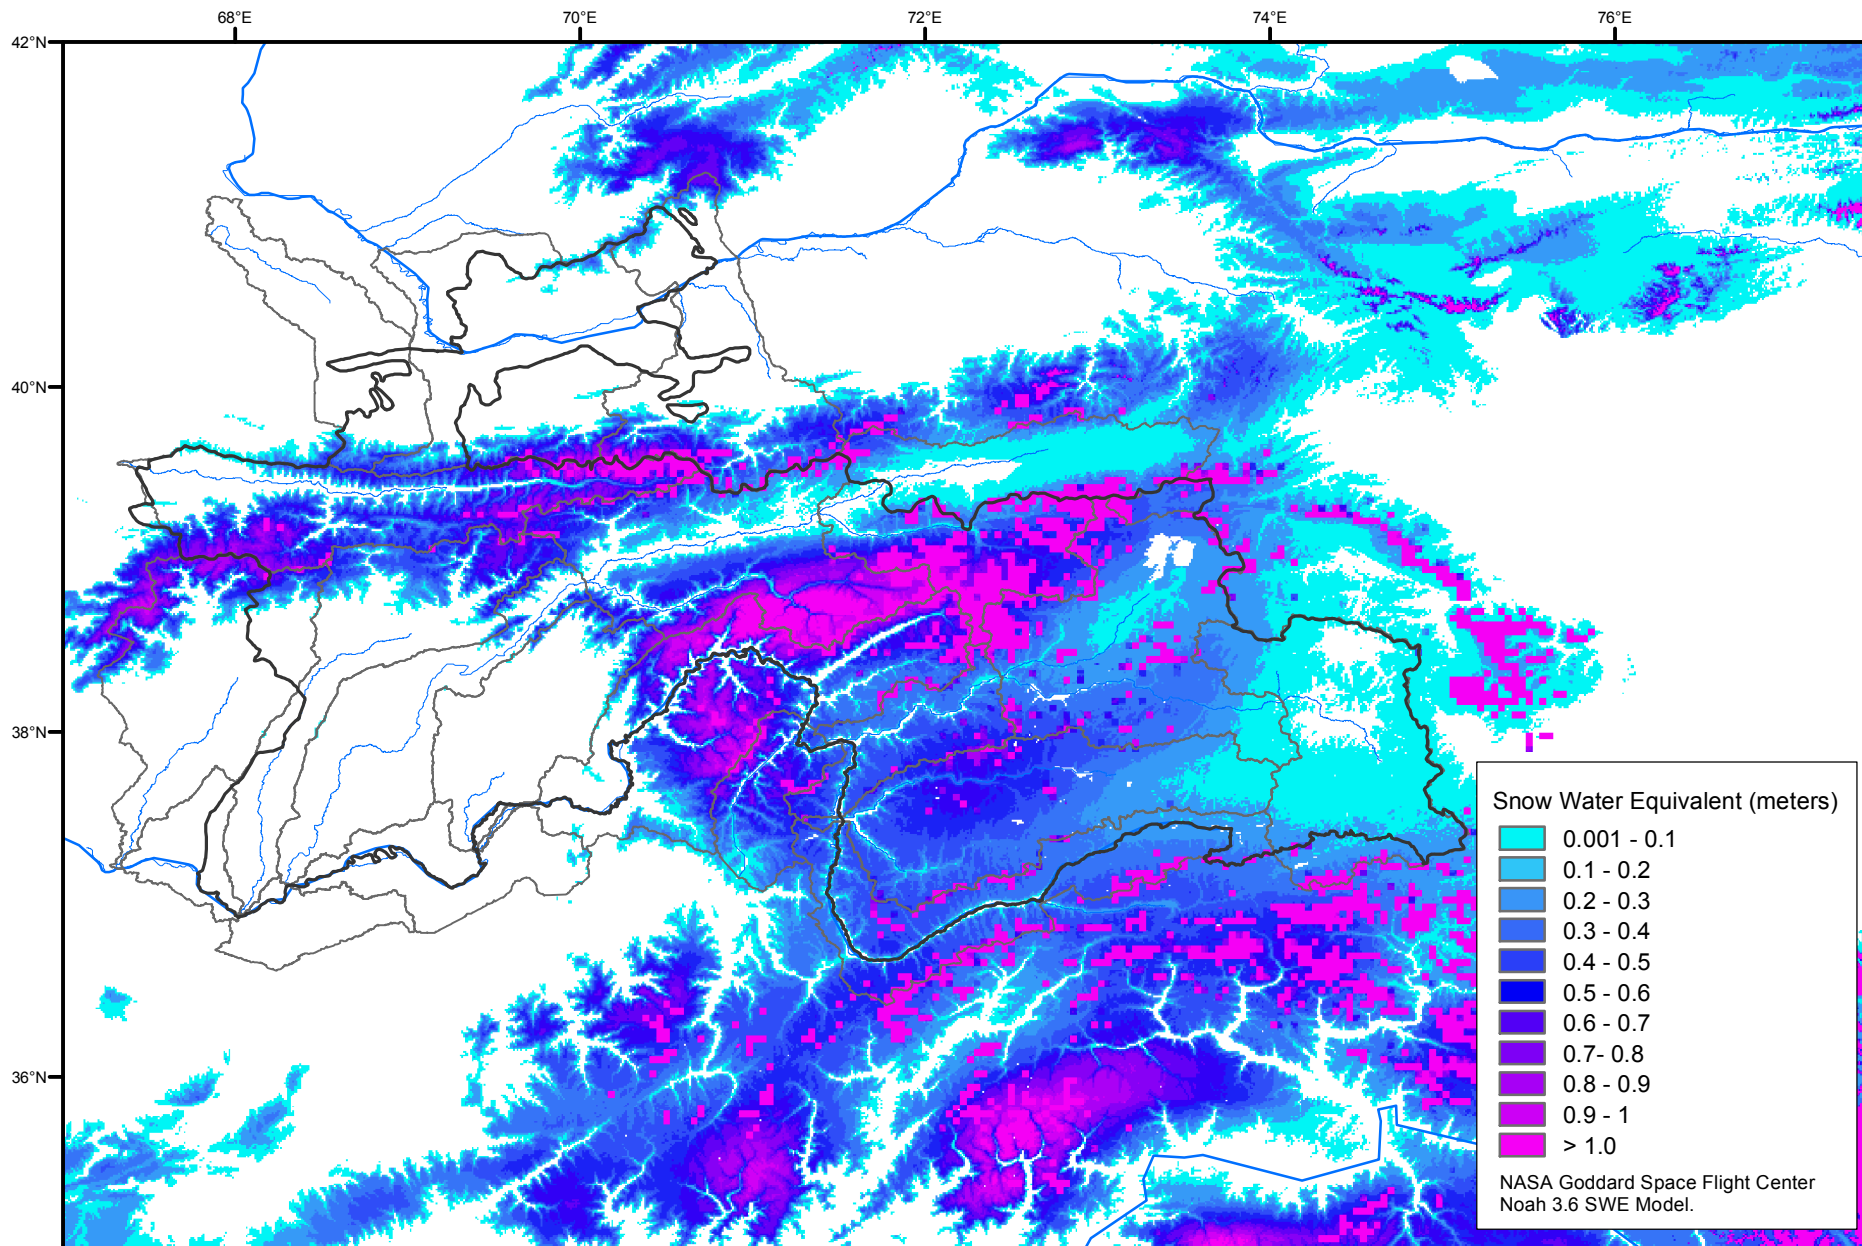 68°E 70°E 72°E 74°E 76°E
42°N
40°N
38°N
36°N
Snow Water Equivalent (meters)
0.001 - 0.1
0.1 - 0.2
0.2 - 0.3
0.3 - 0.4
0.4 - 0.5
0.5 - 0.6
0.6 - 0.7
0.7- 0.8
0.8 - 0.9
0.9 - 1
> 1.0
NASA Goddard Space Flight Center
Noah 3.6 SWE Model.